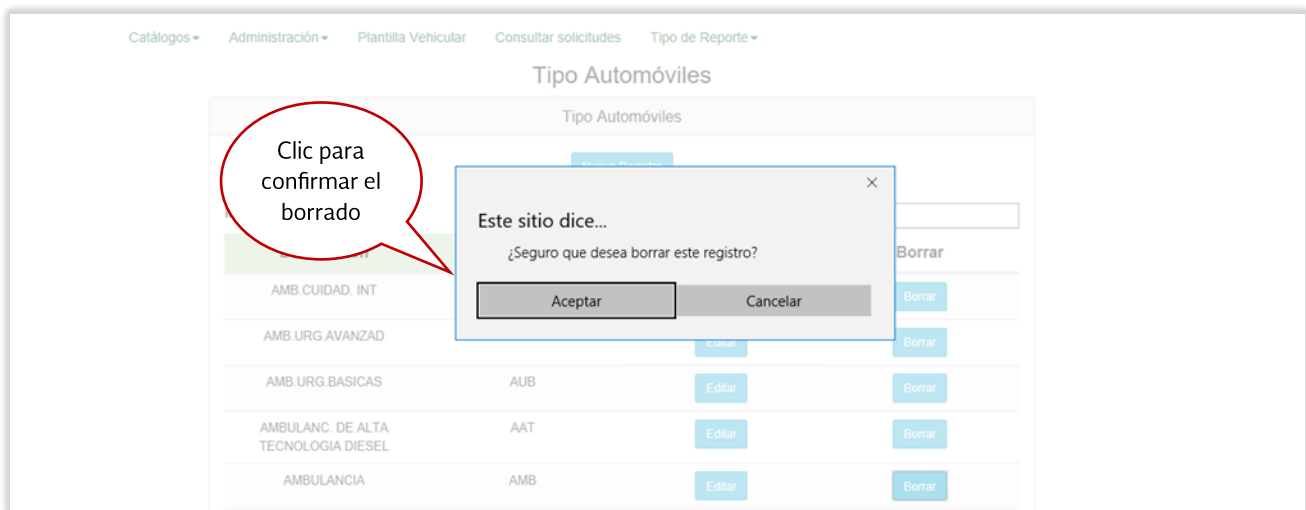 Catálogos Administración Plantilla Vehicular Consultar solicitudes Tipo de Reporte
Tipo Automóviles
Tipo Automóviles
Clic para
confirmar el
borrado
Este sitio dice...
¿Seguro que desea borrar este registro?
Aceptar Cancelar
Borrar
AMB.CUIDAD. INT Borrar
AMB.URG.AVANZAD Editar Borrar
AMB.URG.BASICAS AUB Editar Borrar
AMBULANC. DE ALTA AAT Editar Borrar
TECNOLOGIA DIESEL
AMBULANCIA AMB Editar Borrar